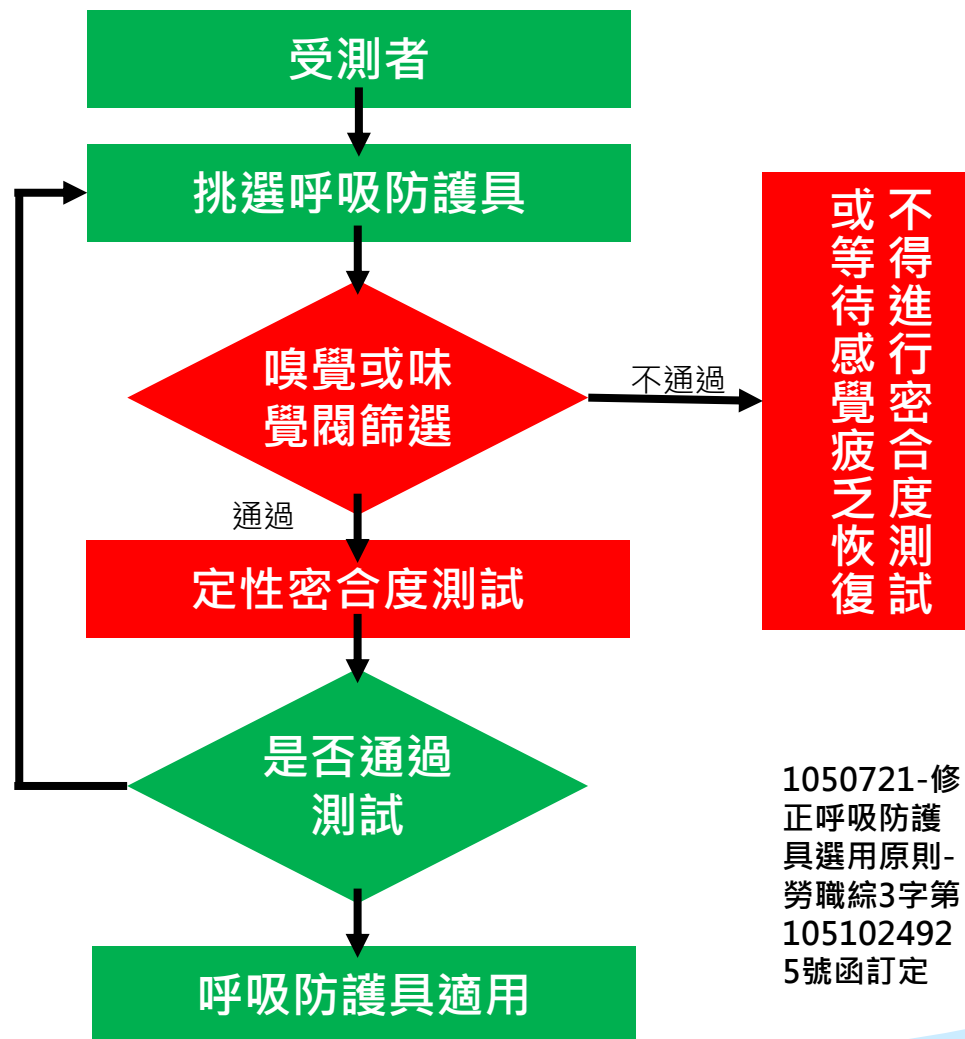 受測者
挑選呼吸防護具
嗅覺或味
覺閥篩選
不通過
不得進行密合度測試
或等待感覺疲乏恢復
通過
定性密合度測試
是否通過
測試
呼吸防護具適用
1050721-修
正呼吸防護
具選用原則-
勞職綜3字第
105102492
5號函訂定